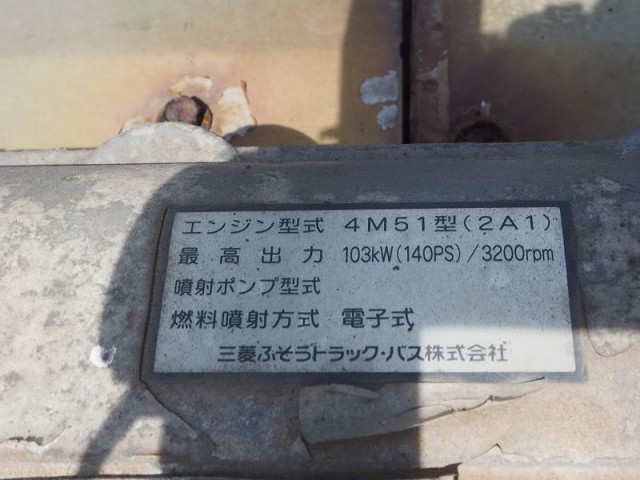 エンジン型式 4M51型(2A1)
最高出力 103kW(140PS)/3200rpm
噴射ポンプ型式
燃料噴射方式 電子式
三菱ふそうトラック・バス株式会社